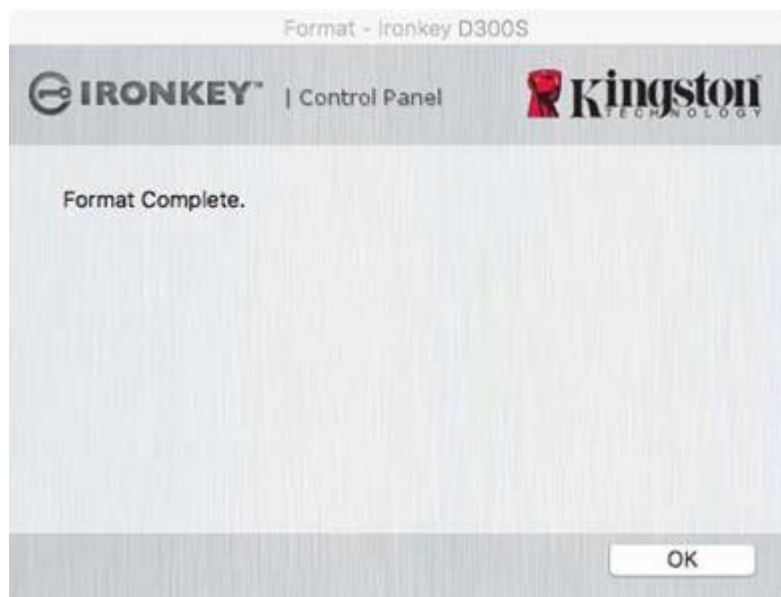 Format - Ironkey D300S
IRONKEY™ | Control Panel
Kingston
TECHNOLOGY
Format Complete.
OK